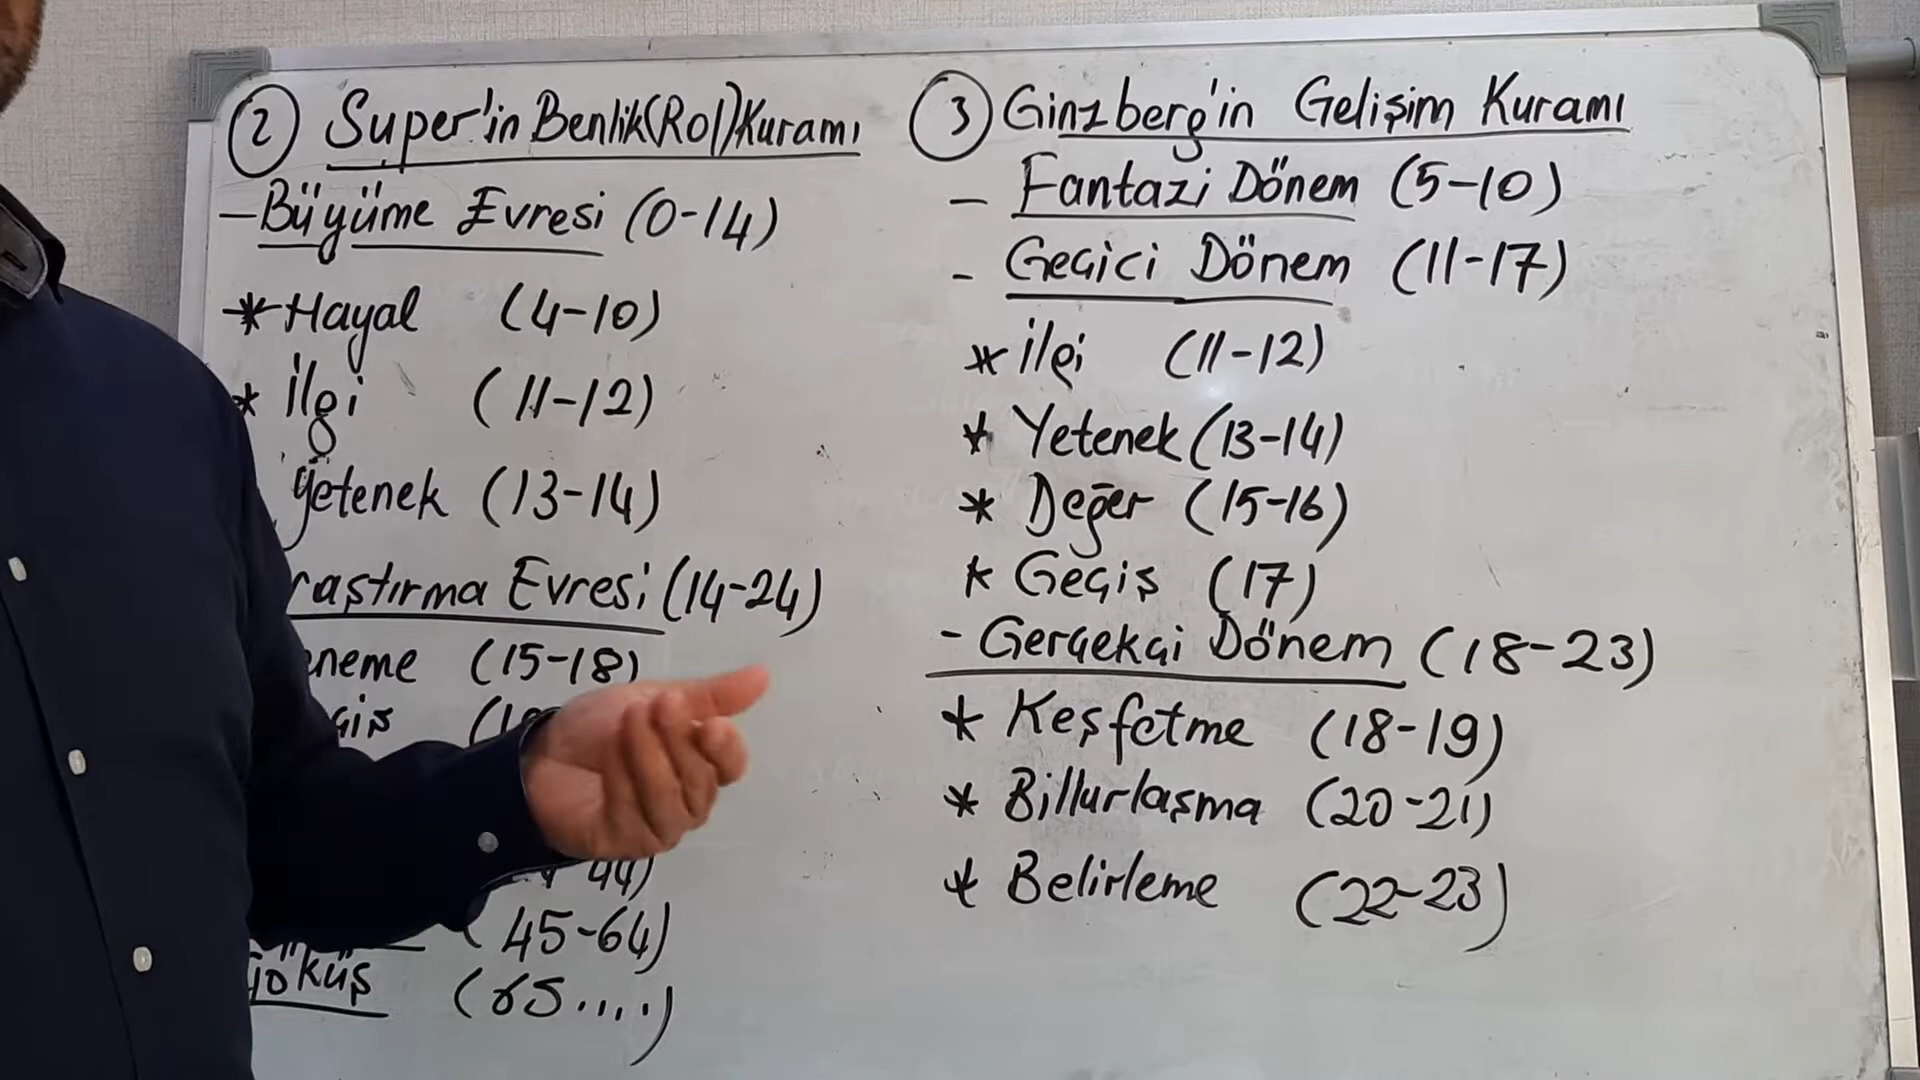 2 Super'in Benlik(Rol)Kuramı
- Büyüme Evresi (0-14)
* Hayal (4-10)
* İlgi (11-12)
Yetenek (13-14)
Evresi (14-24)
(15-18)
44)
(45-64)
(65....)
3 Ginzberg'in Gelişim Kuramı
- Fantazi Dönem (5-10)
- Geçici Dönem (11-17)
* İlgi (11-12)
* Yetenek (13-14)
* Değer (15-16)
* Geçiş (17)
- Gerçekçi Dönem (18-23)
* Keşfetme (18-19)
* Billurlaşma (20-21)
* Belirleme (22-23)